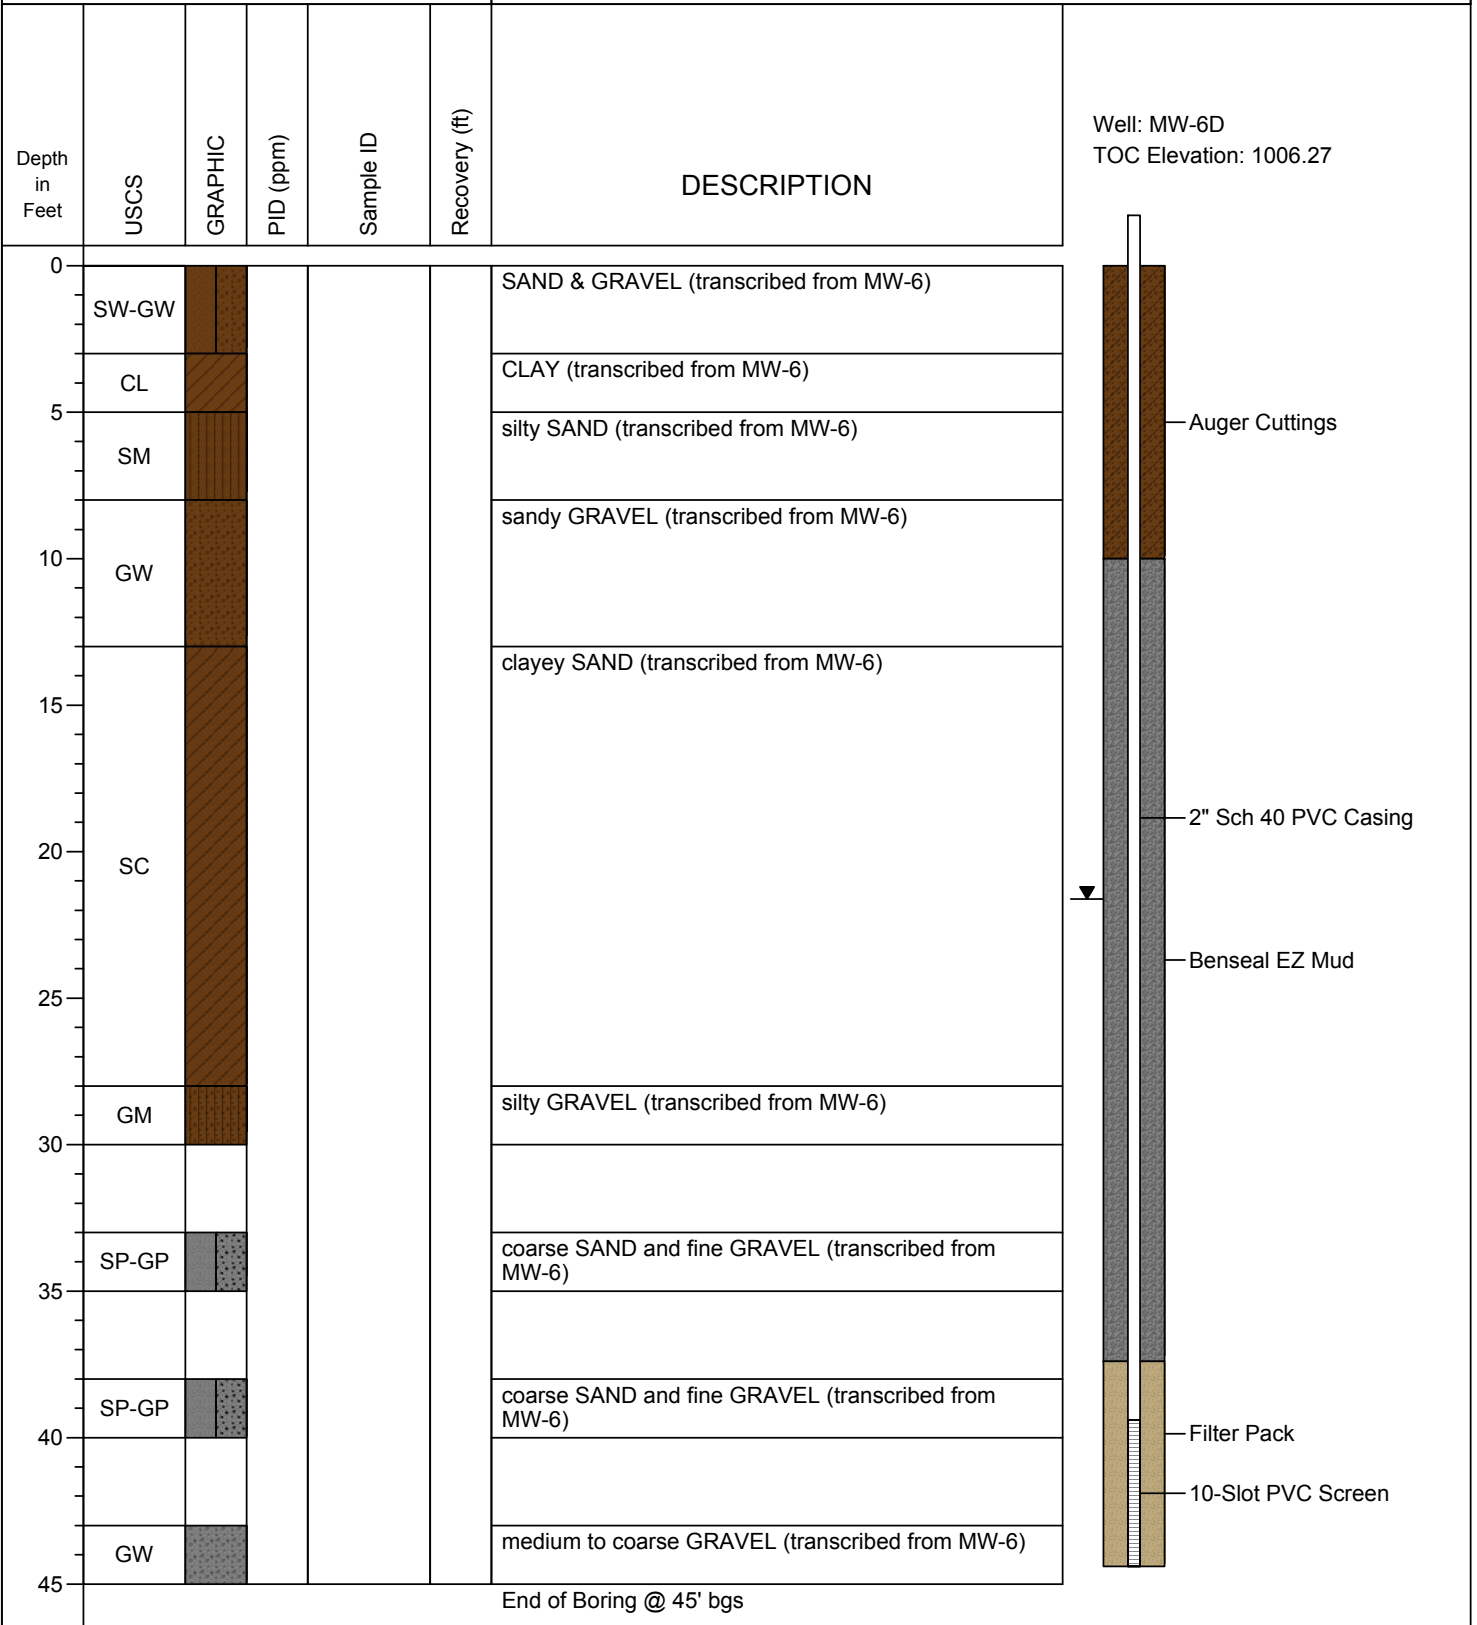 Depth
in
Feet
USCS
GRAPHIC
PID (ppm)
Sample ID
Recovery (ft)
DESCRIPTION
Well: MW-6D
TOC Elevation: 1006.27
0
SW-GW
SAND & GRAVEL (transcribed from MW-6)
CL
CLAY (transcribed from MW-6)
5
SM
silty SAND (transcribed from MW-6)
Auger Cuttings
GW
sandy GRAVEL (transcribed from MW-6)
10
SC
clayey SAND (transcribed from MW-6)
15
2" Sch 40 PVC Casing
20
Benseal EZ Mud
25
GM
silty GRAVEL (transcribed from MW-6)
30
SP-GP
coarse SAND and fine GRAVEL (transcribed from
MW-6)
35
SP-GP
coarse SAND and fine GRAVEL (transcribed from
MW-6)
40
Filter Pack
10-Slot PVC Screen
GW
medium to coarse GRAVEL (transcribed from MW-6)
45
End of Boring @ 45' bgs